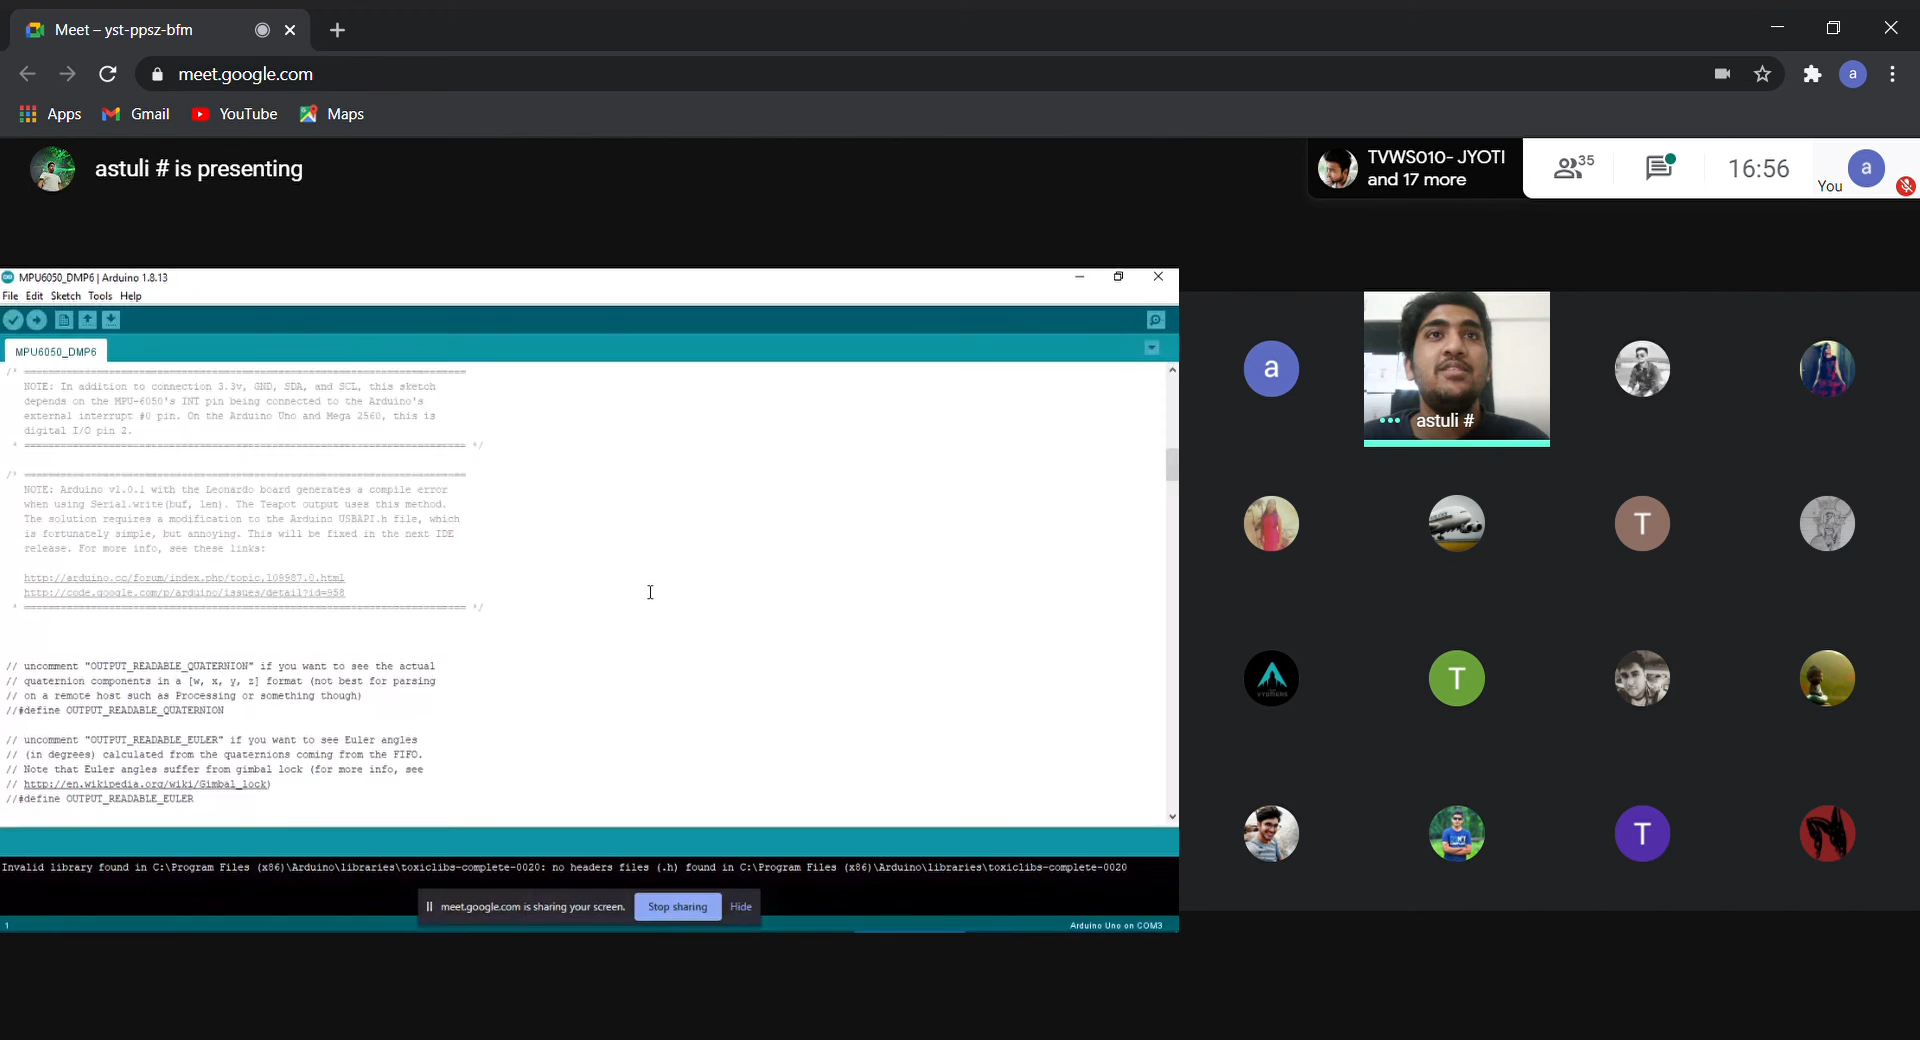 Meet – yst-ppsz-bfm
meet.google.com
a
Apps
Gmail
YouTube
Maps
astuli # is presenting
TVWS010- JYOTI
and 17 more
35
16:56
You
a
MPU6050_DMP6 | Arduino 1.8.13
File Edit Sketch Tools Help
MPU6050_DMP6
/* =========================================================================
NOTE: In addition to connection 3.3v, GND, SDA, and SCL, this sketch
depends on the MPU-6050's INT pin being connected to the Arduino's
external interrupt #0 pin. On the Arduino Uno and Mega 2560, this is
digital I/O pin 2.
* ========================================================================= */
/* =========================================================================
NOTE: Arduino v1.0.1 with the Leonardo board generates a compile error
when using Serial.write(buf, len). The Teapot output uses this method.
The solution requires a modification to the Arduino USBAPI.h file, which
is fortunately simple, but annoying. This will be fixed in the next IDE
release. For more info, see these links:
http://arduino.cc/forum/index.php/topic,109987.0.html
http://code.google.com/p/arduino/issues/detail?id=958
* ========================================================================= */
// uncomment "OUTPUT_READABLE_QUATERNION" if you want to see the actual
// quaternion components in a [w, x, y, z] format (not best for parsing
// on a remote host such as Processing or something though)
//#define OUTPUT_READABLE_QUATERNION
// uncomment "OUTPUT_READABLE_EULER" if you want to see Euler angles
// (in degrees) calculated from the quaternions coming from the FIFO.
// Note that Euler angles suffer from gimbal lock (for more info, see
// http://en.wikipedia.org/wiki/Gimbal_lock)
//#define OUTPUT_READABLE_EULER
Invalid library found in C:\Program Files (x86)\Arduino\libraries\toxiclibs-complete-0020: no headers files (.h) found in C:\Program Files (x86)\Arduino\libraries\toxiclibs-complete-0020
meet.google.com is sharing your screen.
Stop sharing
Hide
1
Arduino Uno on COM3
a
astuli #
T
T
T